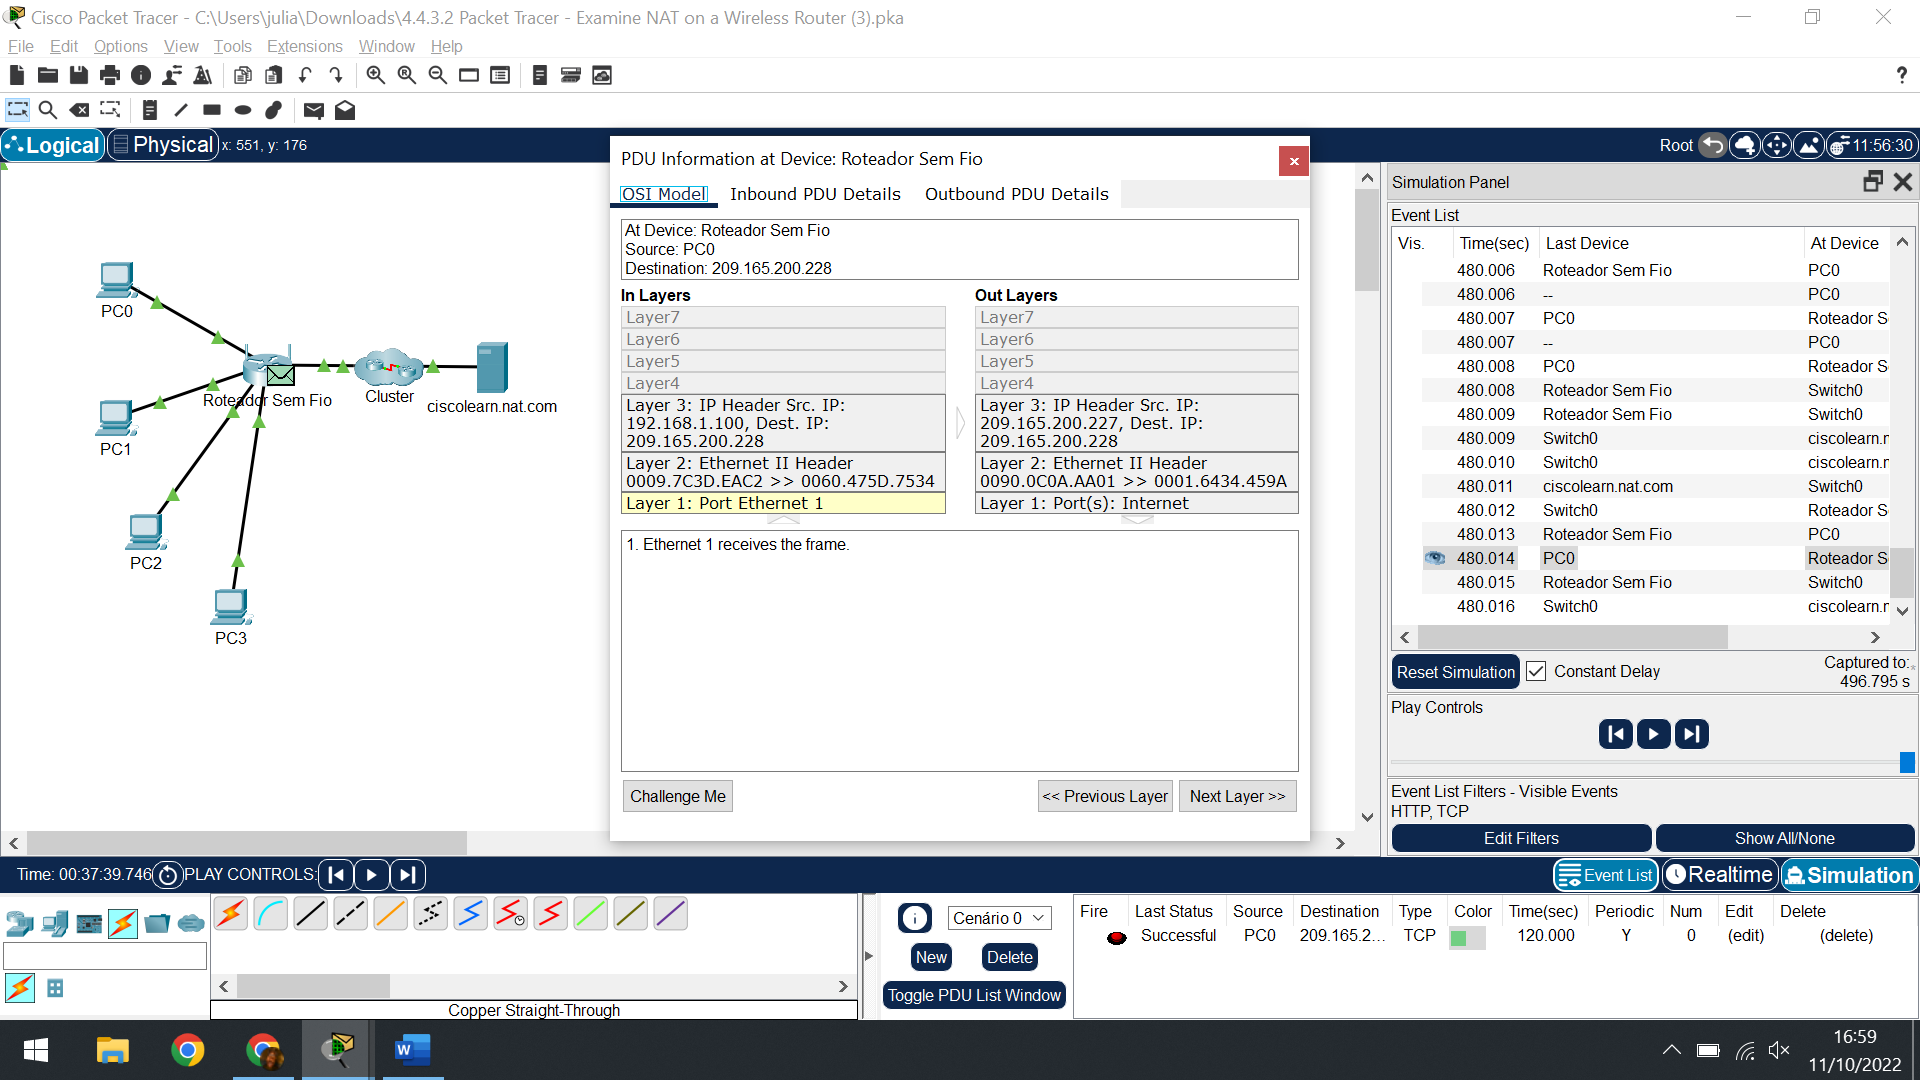 Cisco Packet Tracer - C:\Users\julia\Downloads\4.4.3.2 Packet Tracer - Examine NAT on a Wireless Router (3).pka
File Edit Options View Tools Extensions Window Help
?
Logical Physical x: 551, y: 176
Root 11:56:30
PC0
PC1
PC2
PC3
Roteador Sem Fio
Cluster
ciscolearn.nat.com
PDU Information at Device: Roteador Sem Fio
OSI Model Inbound PDU Details Outbound PDU Details
At Device: Roteador Sem Fio
Source: PC0
Destination: 209.165.200.228
In Layers
Layer7
Layer6
Layer5
Layer4
Layer 3: IP Header Src. IP:
192.168.1.100, Dest. IP:
209.165.200.228
Layer 2: Ethernet II Header
0009.7C3D.EAC2 >> 0060.475D.7534
Layer 1: Port Ethernet 1
Out Layers
Layer7
Layer6
Layer5
Layer4
Layer 3: IP Header Src. IP:
209.165.200.227, Dest. IP:
209.165.200.228
Layer 2: Ethernet II Header
0090.0C0A.AA01 >> 0001.6434.459A
Layer 1: Port(s): Internet
1. Ethernet 1 receives the frame.
Challenge Me << Previous Layer Next Layer >>
Simulation Panel
Event List
Vis. Time(sec) Last Device At Device
480.006 Roteador Sem Fio PC0
480.006 -- PC0
480.007 PC0 Roteador S
480.007 -- PC0
480.008 PC0 Roteador S
480.008 Roteador Sem Fio Switch0
480.009 Roteador Sem Fio Switch0
480.009 Switch0 ciscolearn.n
480.010 Switch0 ciscolearn.n
480.011 ciscolearn.nat.com Switch0
480.012 Switch0 Roteador S
480.013 Roteador Sem Fio PC0
480.014 PC0 Roteador S
480.015 Roteador Sem Fio Switch0
480.016 Switch0 ciscolearn.n
Reset Simulation Constant Delay
Captured to:
496.795 s
Play Controls
Event List Filters - Visible Events
HTTP, TCP
Edit Filters Show All/None
Time: 00:37:39.746 PLAY CONTROLS:
Event List Realtime Simulation
Copper Straight-Through
Cenário 0
New Delete
Toggle PDU List Window
Fire Last Status Source Destination Type Color Time(sec) Periodic Num Edit Delete
Successful PC0 209.165.2... TCP 120.000 Y 0 (edit) (delete)
16:59
11/10/2022